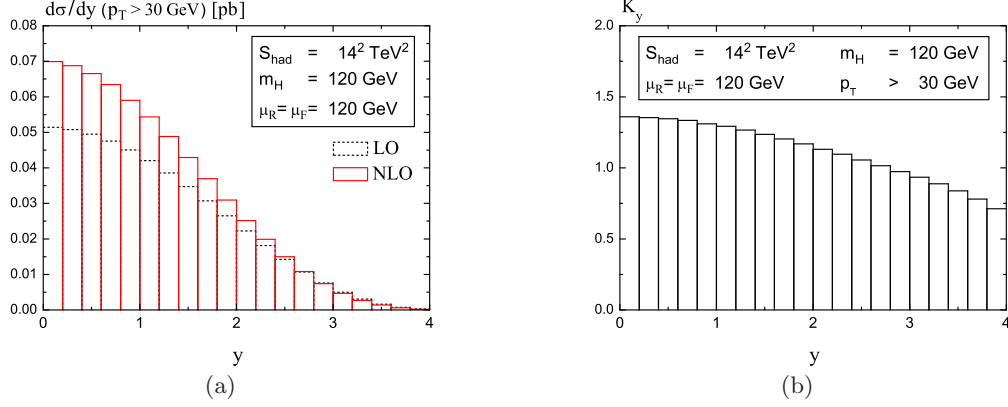 dσ/dy (p_T > 30 GeV) [pb]
0.08
0.07
0.06
0.05
0.04
0.03
0.02
0.01
0.00
0 1 2 3 4
y
S_had = 14² TeV²
m_H = 120 GeV
μ_R = μ_F = 120 GeV
LO
NLO
(a)
K_y
2.0
1.5
1.0
0.5
0.0
0 1 2 3 4
y
S_had = 14² TeV² m_H = 120 GeV
μ_R = μ_F = 120 GeV p_T > 30 GeV
(b)